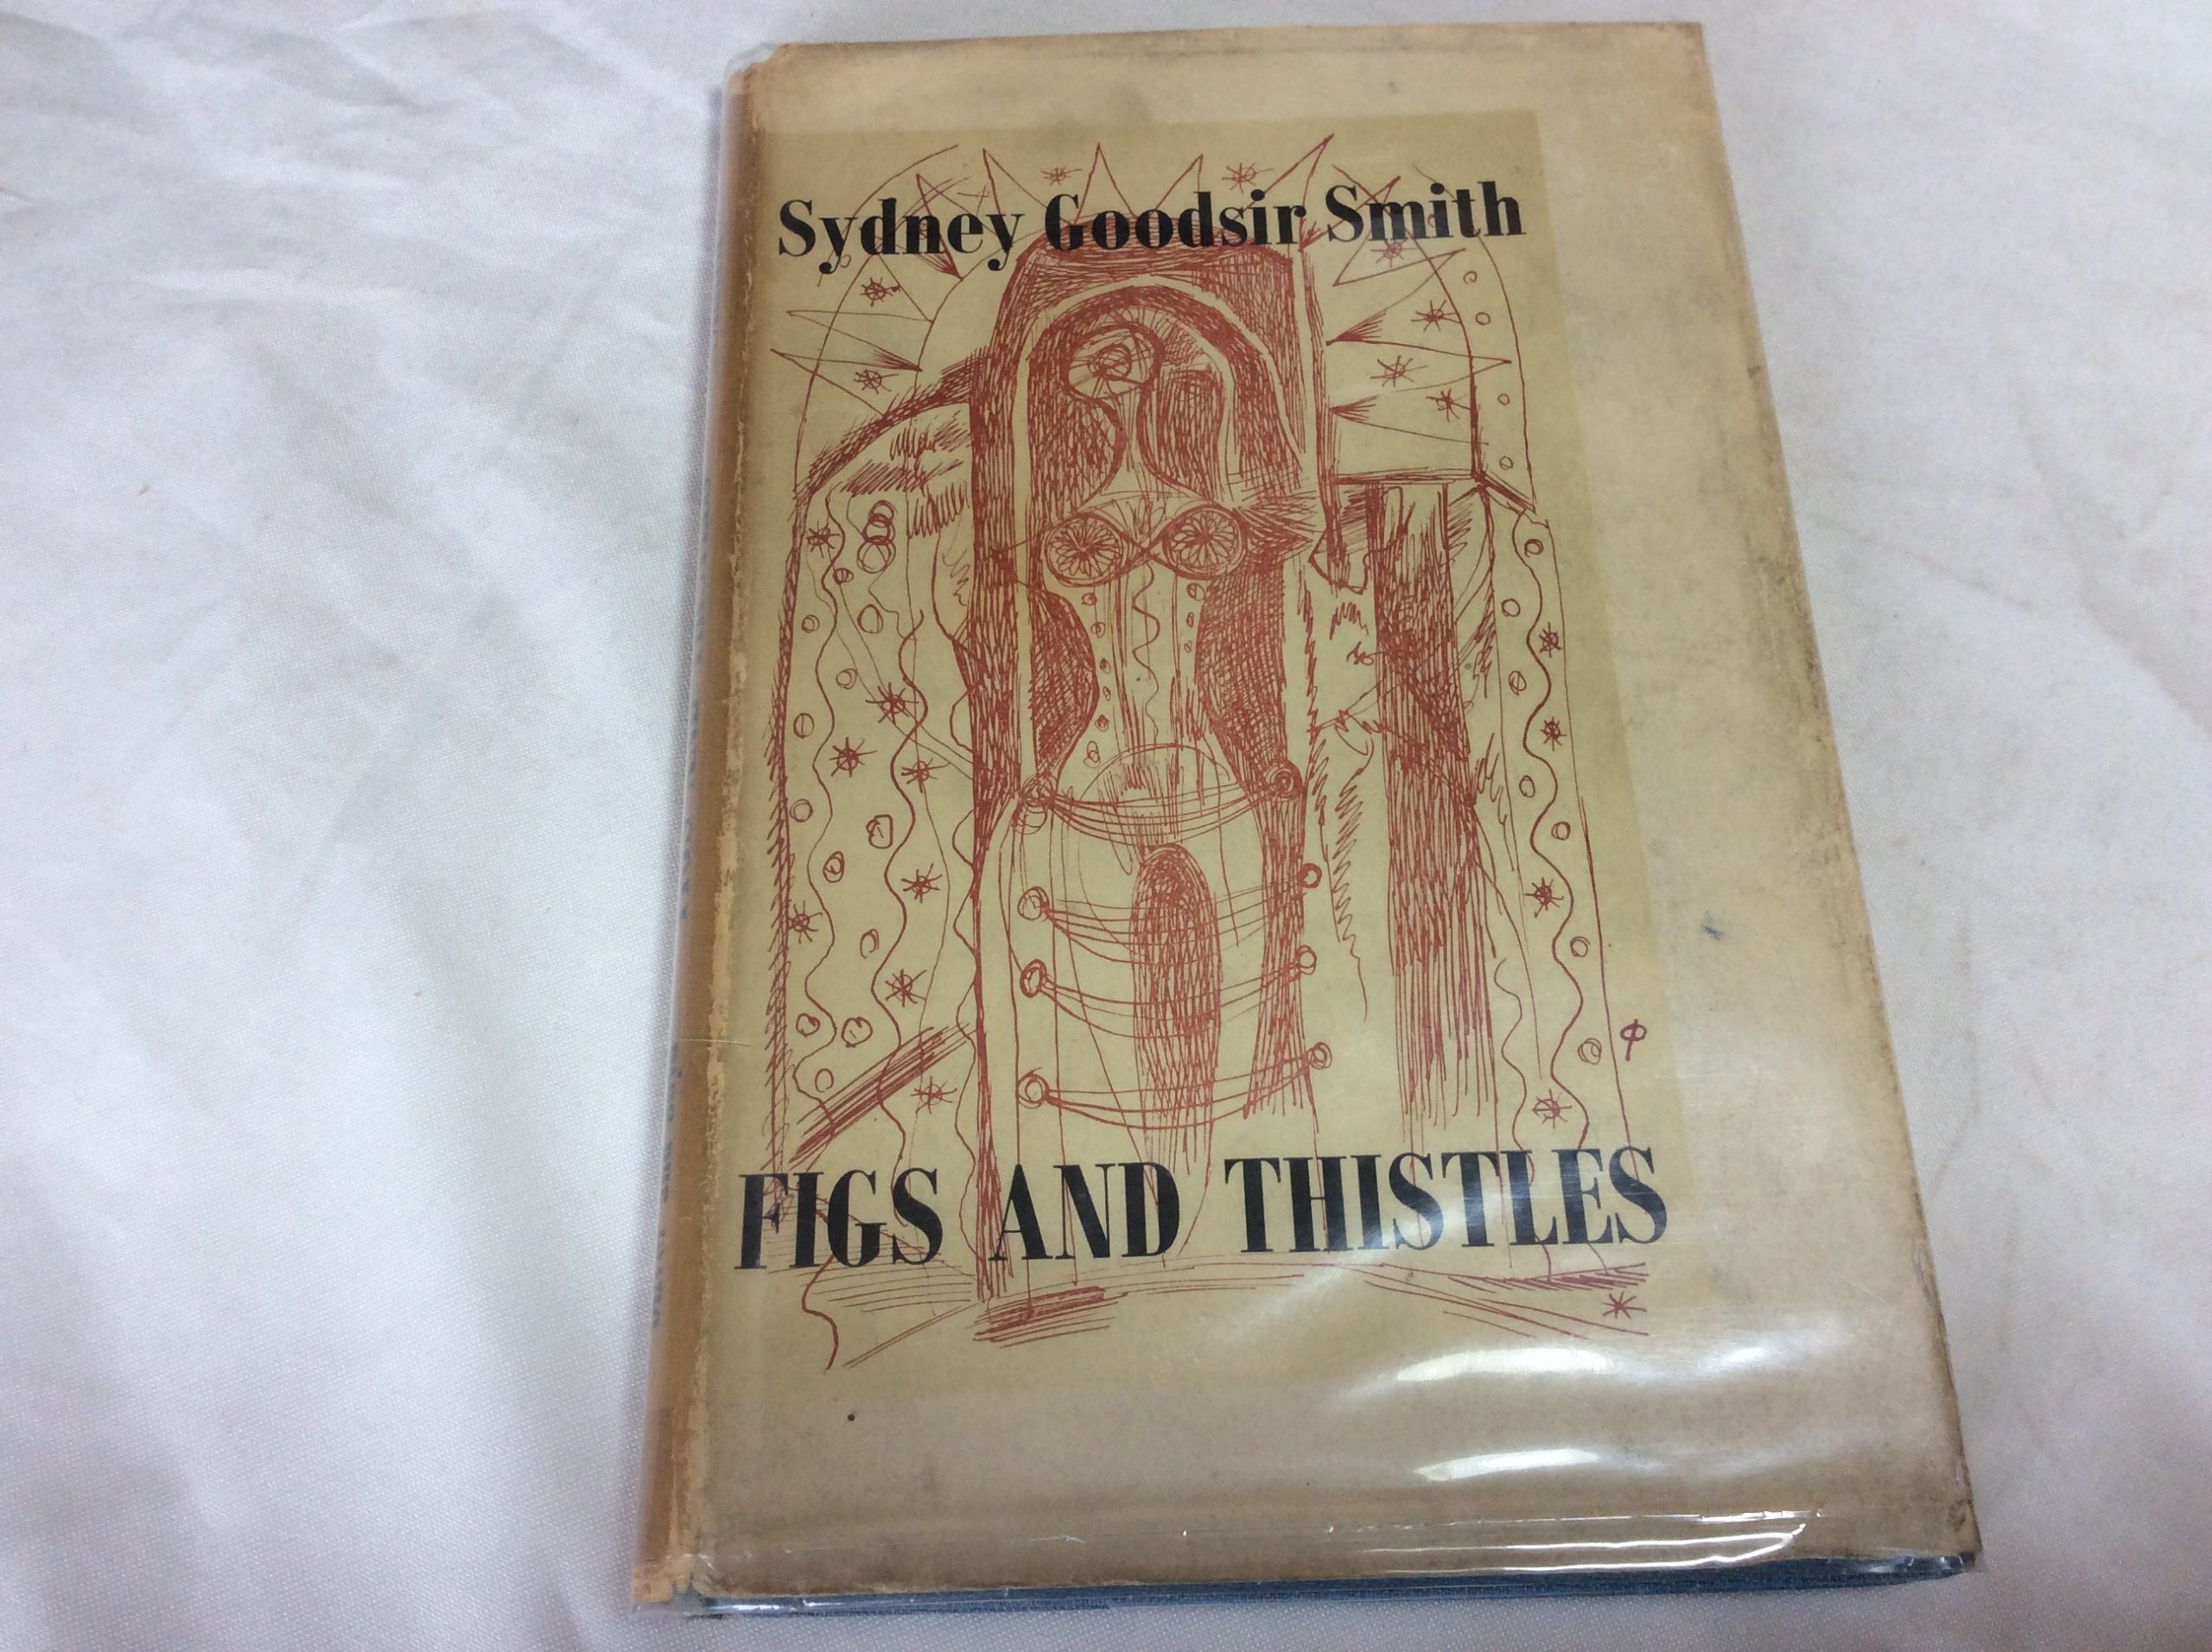 Sydney Goodsir Smith
FIGS AND THISTLES